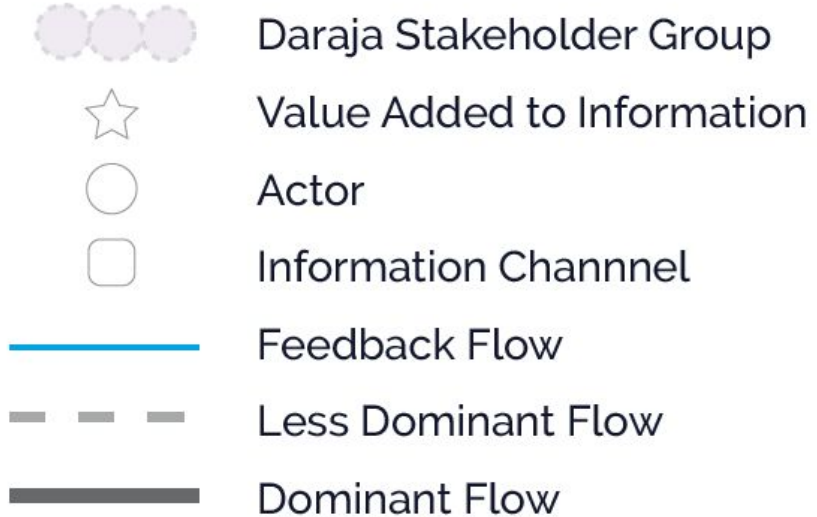 Daraja Stakeholder Group
Value Added to Information
Actor
Information Channnel
Feedback Flow
Less Dominant Flow
Dominant Flow